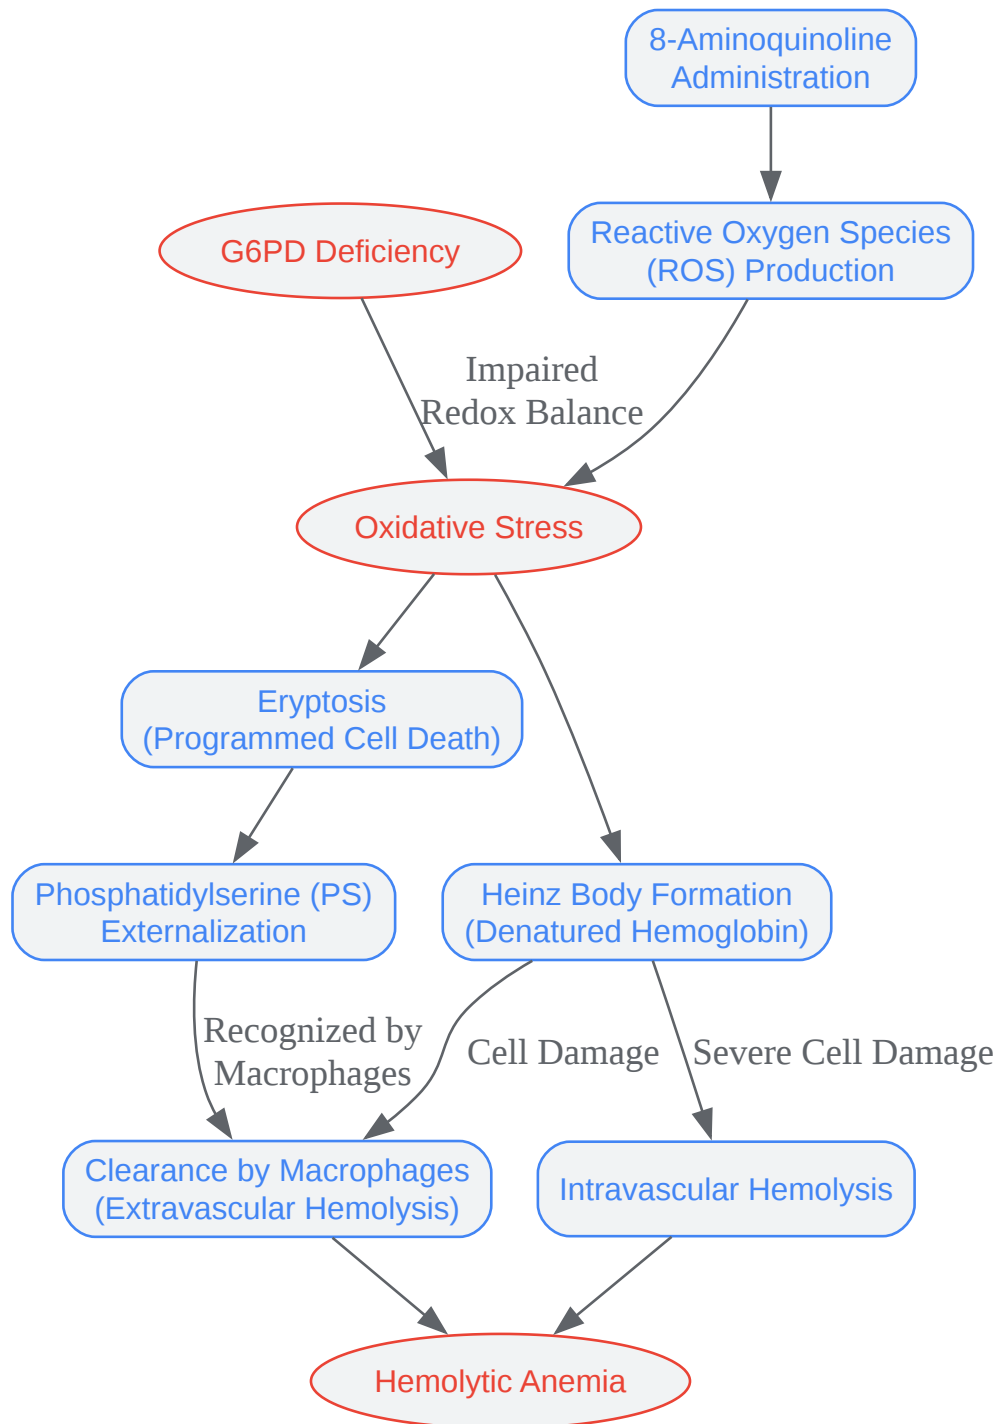 8-Aminoquinoline
Administration
G6PD Deficiency
Reactive Oxygen Species
(ROS) Production
Impaired
Redox Balance
Oxidative Stress
Eryptosis
(Programmed Cell Death)
Phosphatidylserine (PS)
Externalization
Heinz Body Formation
(Denatured Hemoglobin)
Recognized by
Macrophages
Cell Damage
Severe Cell Damage
Clearance by Macrophages
(Extravascular Hemolysis)
Intravascular Hemolysis
Hemolytic Anemia